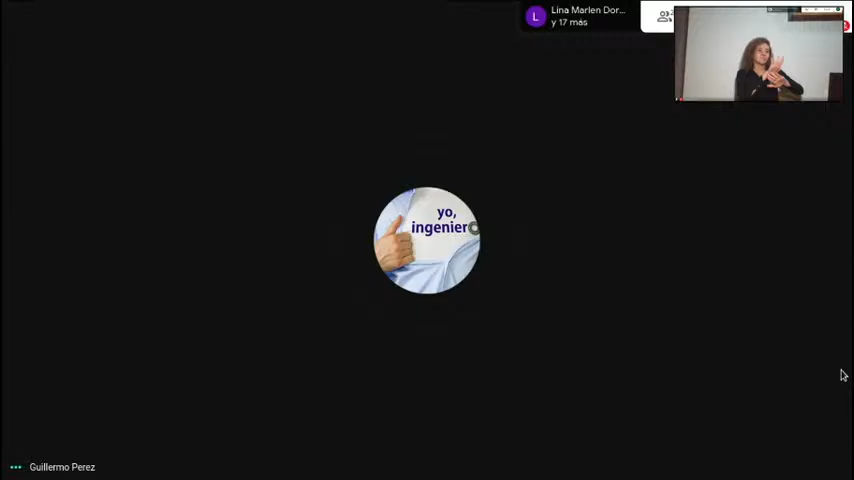 Lina Marlen Dor...
y 17 más
L
yo,
ingeniero
Guillermo Perez